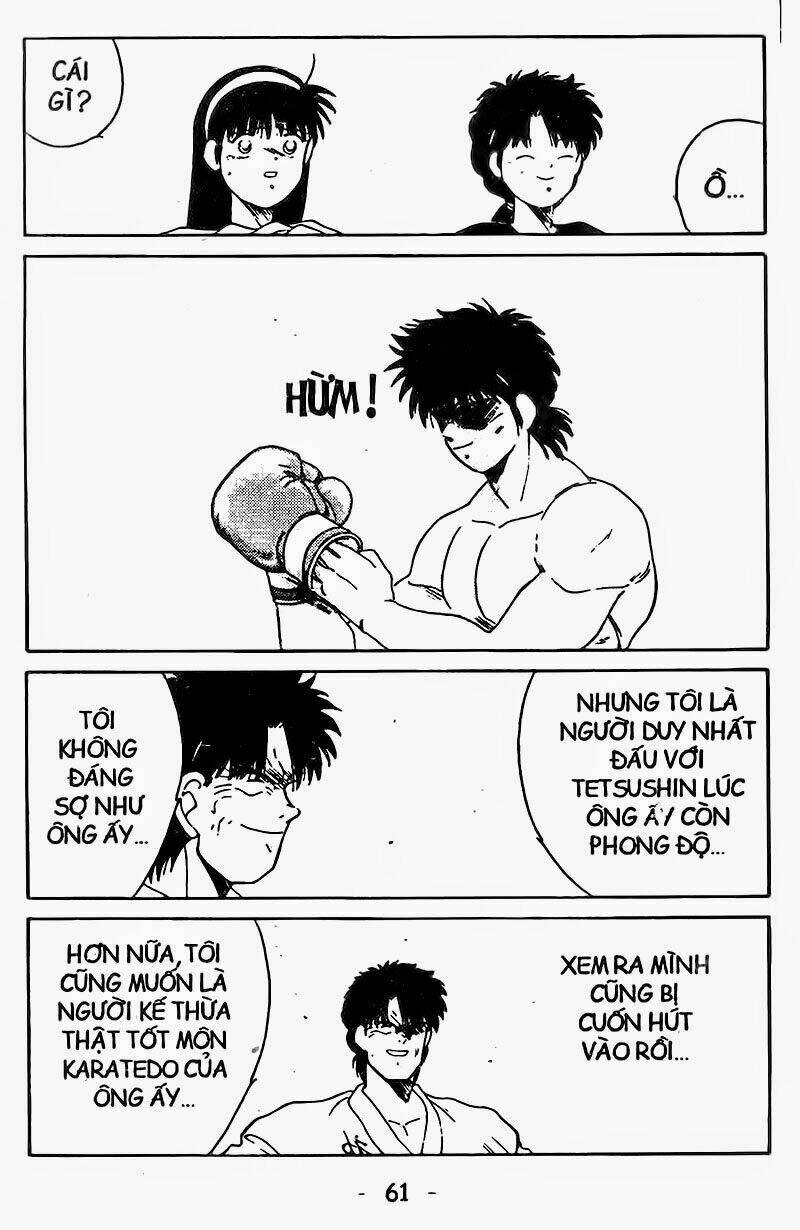 CÁI
GÌ?
Ồ...
HỪM!
TÔI
KHÔNG
ĐÁNG
SỢ NHƯ
ÔNG ẤY...
NHƯNG TÔI LÀ
NGƯỜI DUY NHẤT
ĐẤU VỚI
TETSUSHIN LÚC
ÔNG ẤY CÒN
PHONG ĐỘ...
HƠN NỮA, TÔI
CŨNG MUỐN LÀ
NGƯỜI KẾ THỪA
THẬT TỐT MÔN
KARATEDO CỦA
ÔNG ẤY...
XEM RA MÌNH
CŨNG BỊ
CUỐN HÚT
VÀO RỒI...
- 61 -